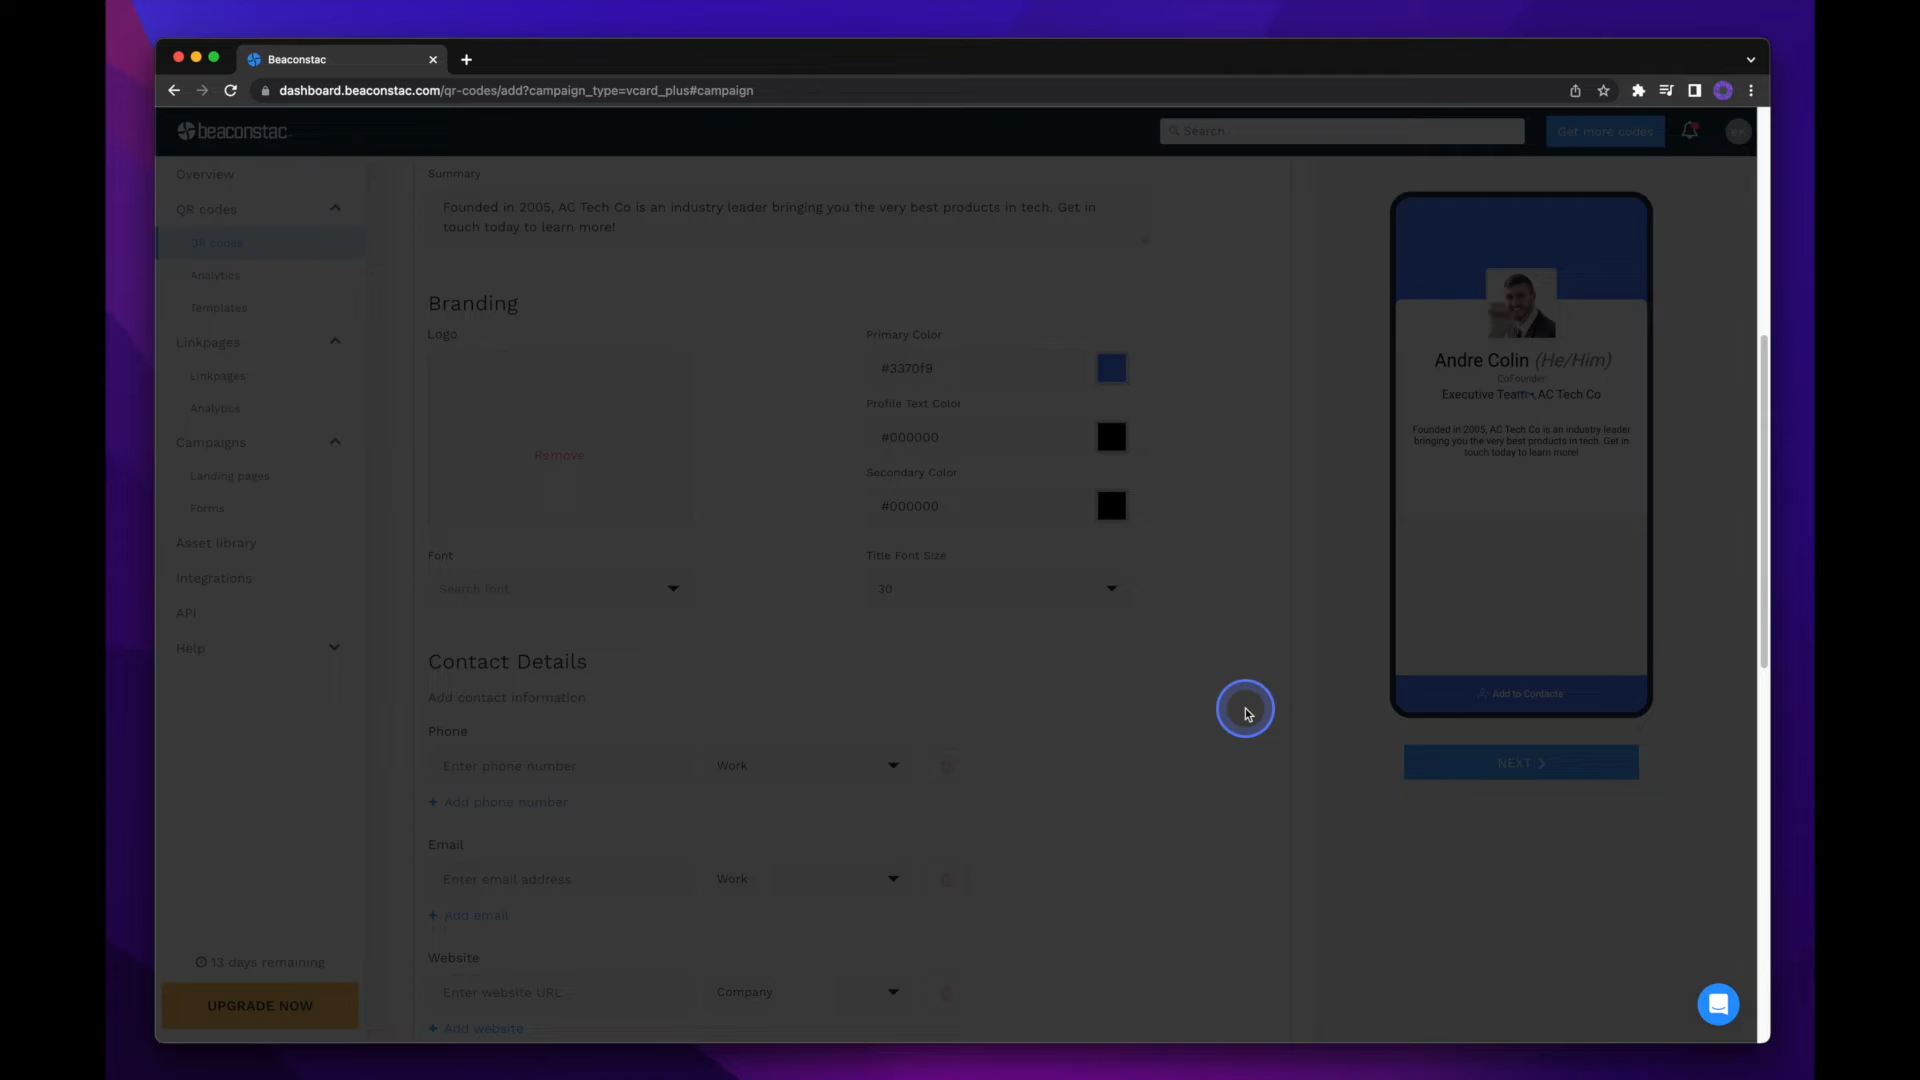 Beaconstac
dashboard.beaconstac.com/qr-codes/add?campaign_type=vcard_plus#campaign
beaconstac
Search
Get more codes
eK
Overview
QR codes
QR codes
Analytics
Templates
Linkpages
Linkpages
Analytics
Campaigns
Landing pages
Forms
Asset library
Integrations
API
Help
13 days remaining
UPGRADE NOW
Summary
Founded in 2005, AC Tech Co is an industry leader bringing you the very best products in tech. Get in
touch today to learn more!
Branding
Logo
Remove
Primary Color
#3370f9
Profile Text Color
#000000
Secondary Color
#000000
Font
Search font
Title Font Size
30
Contact Details
Add contact information
Phone
Enter phone number
Work
+ Add phone number
Email
Enter email address
Work
+ Add email
Website
Enter website URL
Company
+ Add website
Andre Colin (He/Him)
CoFounder
Executive Team • AC Tech Co
Founded in 2005, AC Tech Co is an industry leader
bringing you the very best products in tech. Get in
touch today to learn more!
Add to Contacts
NEXT